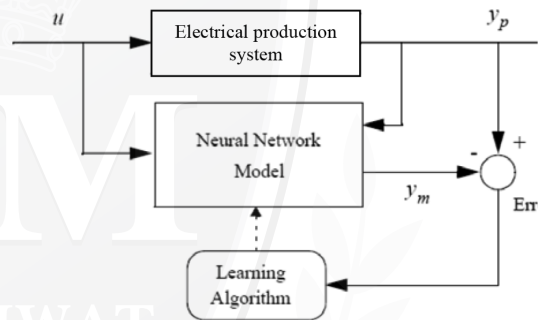 u
y_p
Electrical production
system
Neural Network
Model
-
+
y_m
Err
Learning
Algorithm